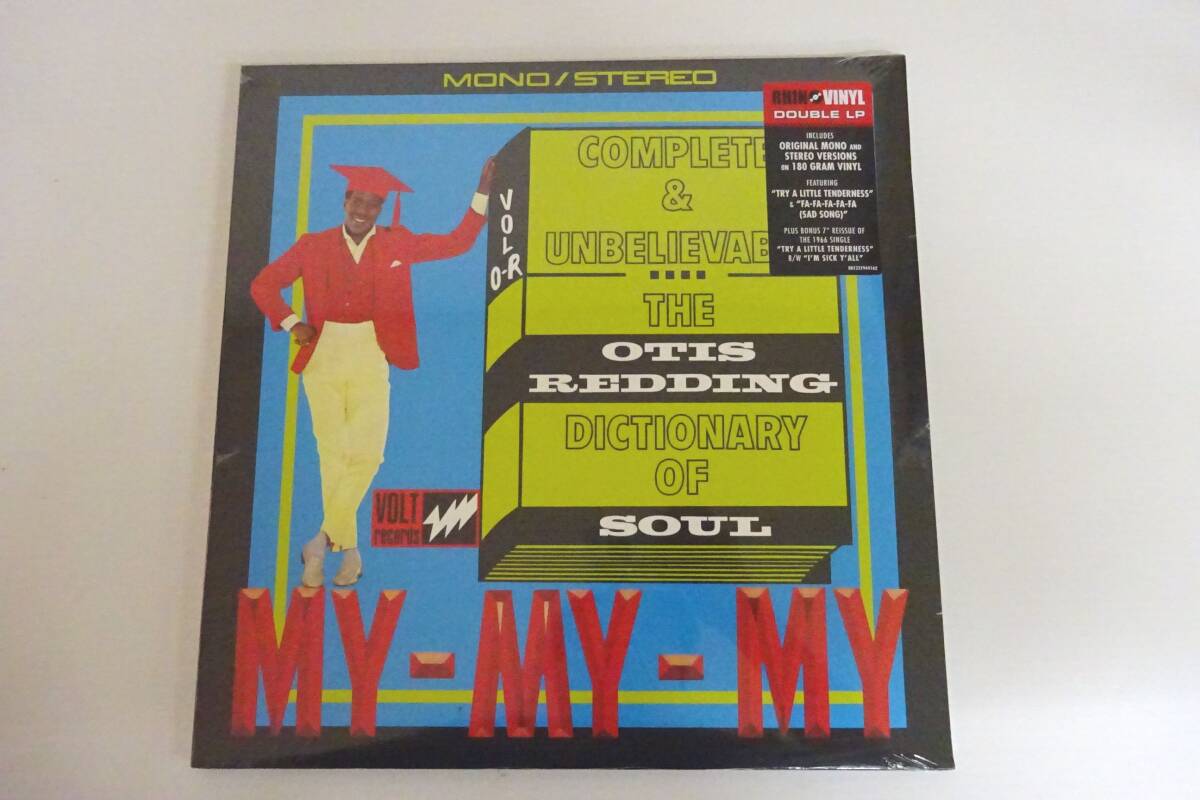 MONO/STEREO
COMPLETE
&
UNBELIEVAB
THE
OTIS
REDDING
DICTIONARY
OF
SOUL
VOL
O-R
VOLT
records
MY-MY-MY
RHINO VINYL
DOUBLE LP
INCLUDES
ORIGINAL MONO AND
STEREO VERSIONS
ON 180 GRAM VINYL
FEATURING
"TRY A LITTLE TENDERNESS"
& "FA-FA-FA-FA-FA
(SAD SONG)"
PLUS BONUS 7" REISSUE OF
THE 1966 SINGLE
"TRY A LITTLE TENDERNESS"
B/W "I'M SICK Y'ALL"